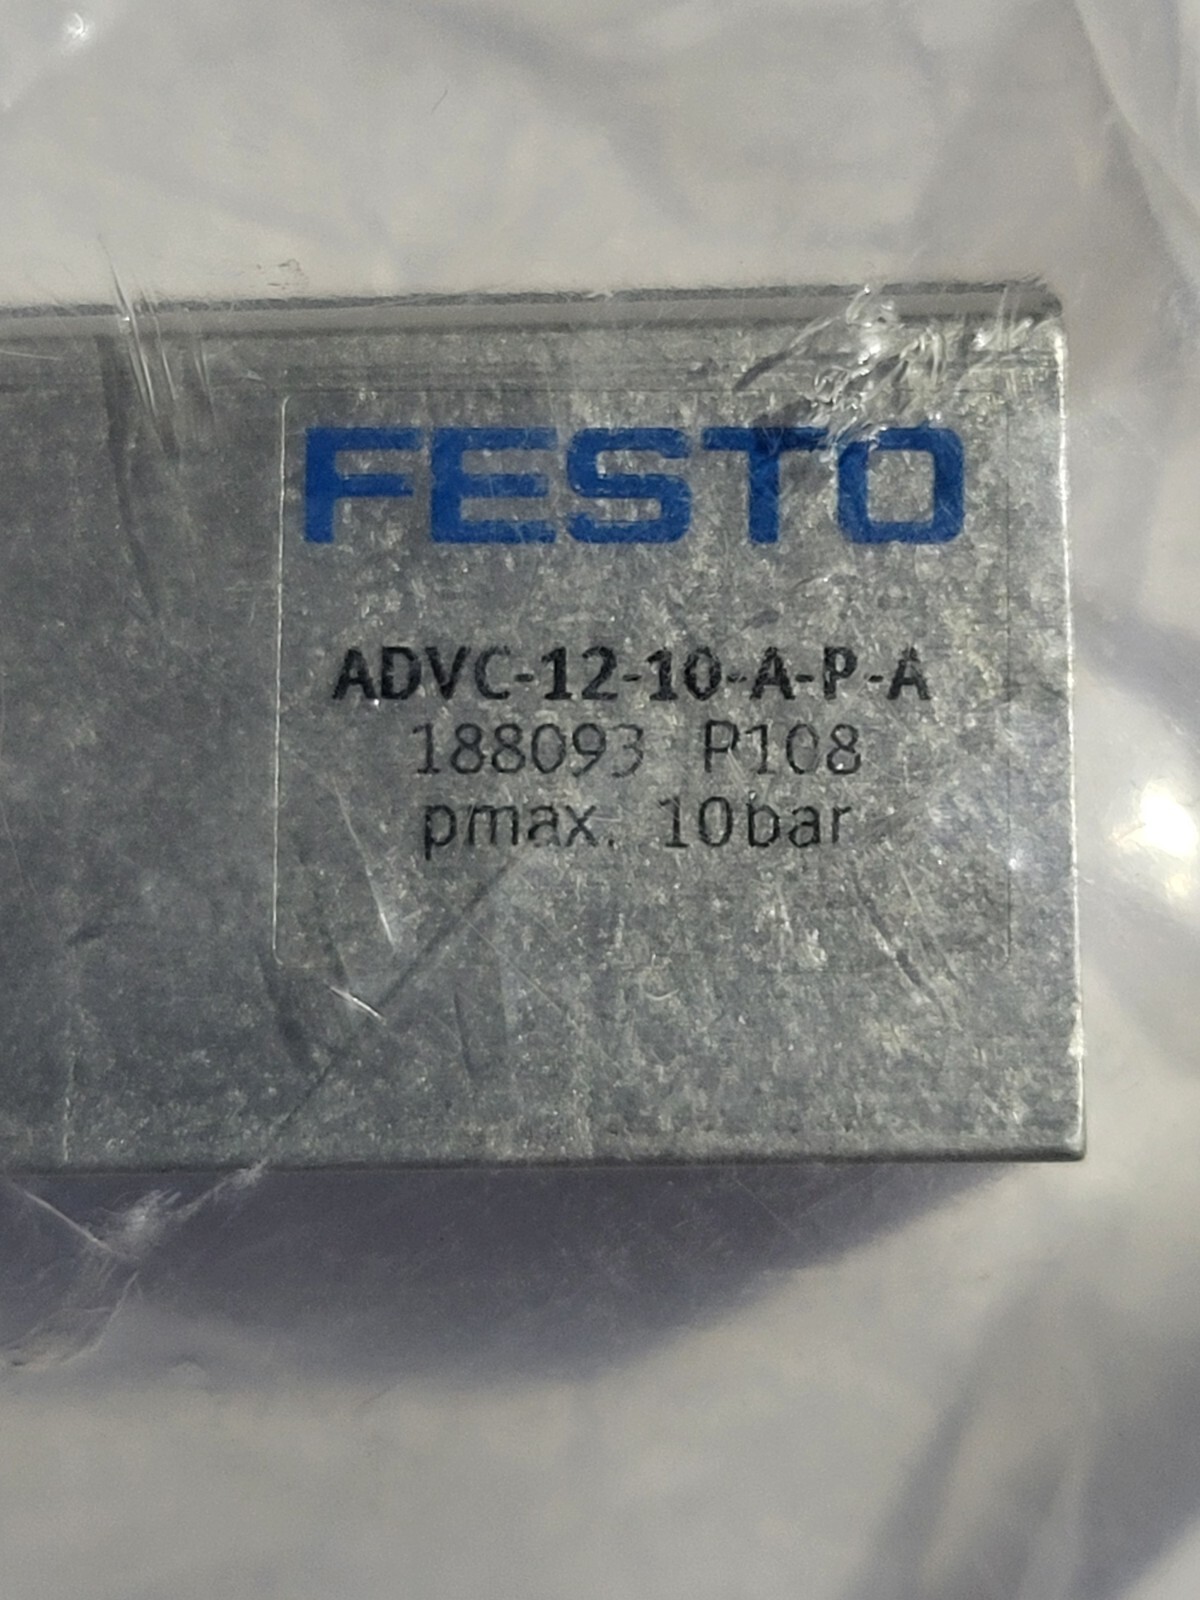 FESTO
ADVC-12-10-A-P-A
188093 P108
pmax. 10bar